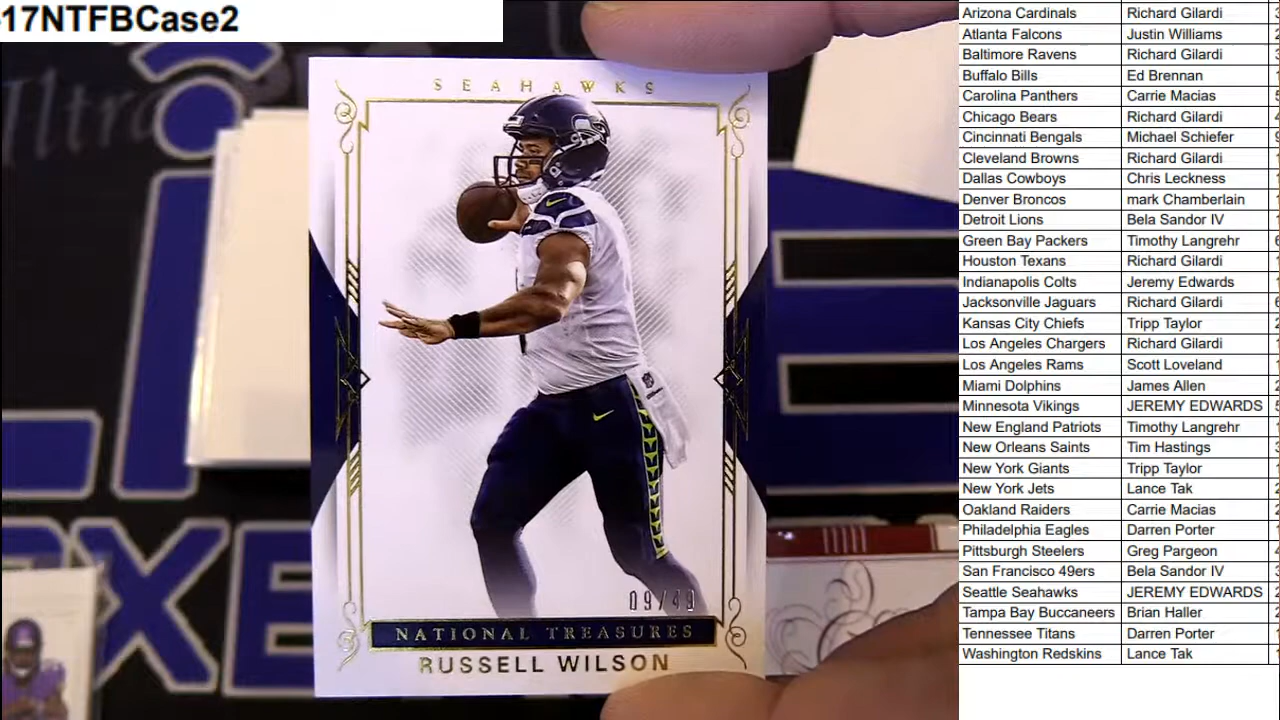 -17NTFBCase2
SEAHAWKS
09/49
NATIONAL TREASURES
RUSSELL WILSON
Arizona Cardinals Richard Gilardi
Atlanta Falcons Justin Williams
Baltimore Ravens Richard Gilardi
Buffalo Bills Ed Brennan
Carolina Panthers Carrie Macias
Chicago Bears Richard Gilardi
Cincinnati Bengals Michael Schiefer
Cleveland Browns Richard Gilardi
Dallas Cowboys Chris Leckness
Denver Broncos mark Chamberlain
Detroit Lions Bela Sandor IV
Green Bay Packers Timothy Langrehr
Houston Texans Richard Gilardi
Indianapolis Colts Jeremy Edwards
Jacksonville Jaguars Richard Gilardi
Kansas City Chiefs Tripp Taylor
Los Angeles Chargers Richard Gilardi
Los Angeles Rams Scott Loveland
Miami Dolphins James Allen
Minnesota Vikings JEREMY EDWARDS
New England Patriots Timothy Langrehr
New Orleans Saints Tim Hastings
New York Giants Tripp Taylor
New York Jets Lance Tak
Oakland Raiders Carrie Macias
Philadelphia Eagles Darren Porter
Pittsburgh Steelers Greg Pargeon
San Francisco 49ers Bela Sandor IV
Seattle Seahawks JEREMY EDWARDS
Tampa Bay Buccaneers Brian Haller
Tennessee Titans Darren Porter
Washington Redskins Lance Tak